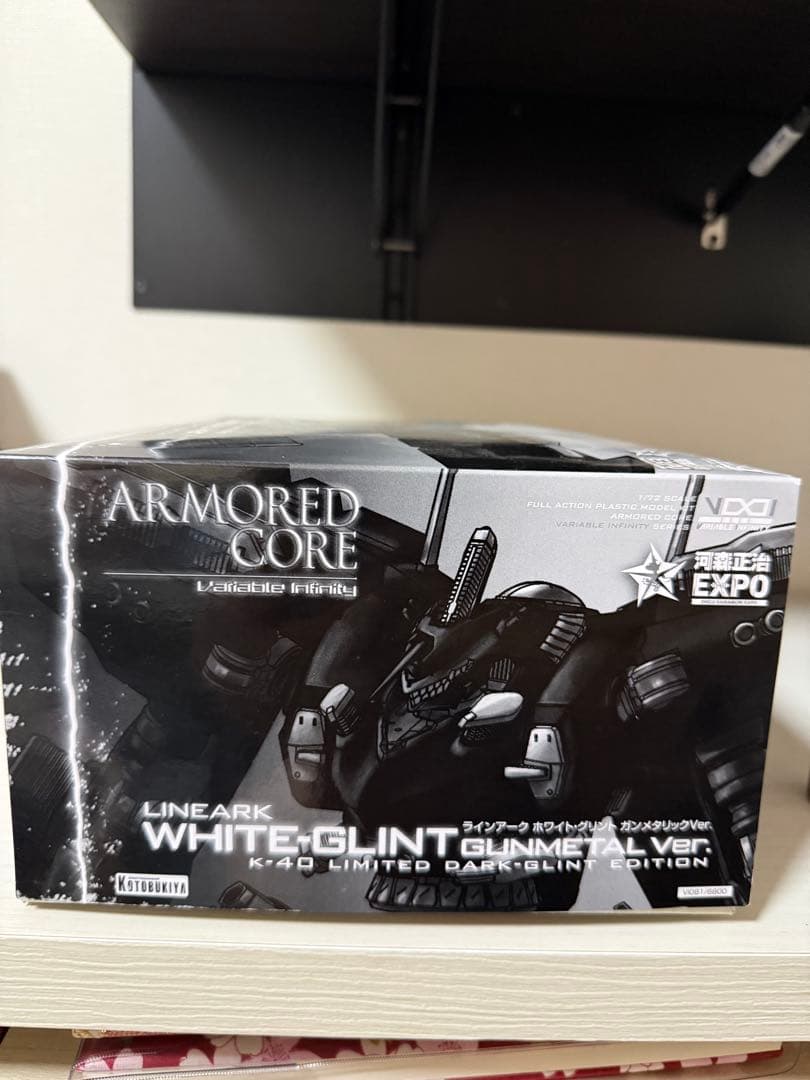 ARMORED
CORE
Variable Infinity
1/72 SCALE
FULL ACTION PLASTIC MODEL KIT
ARMORED CORE
VARIABLE INFINITY SERIES
河森正治
EXPO
LINEARK
ラインアーク ホワイト・グリント ガンメタリックVer.
WHITE-GLINT GUNMETAL Ver.
K-40 LIMITED DARK-GLINT EDITION
KOTOBUKIYA